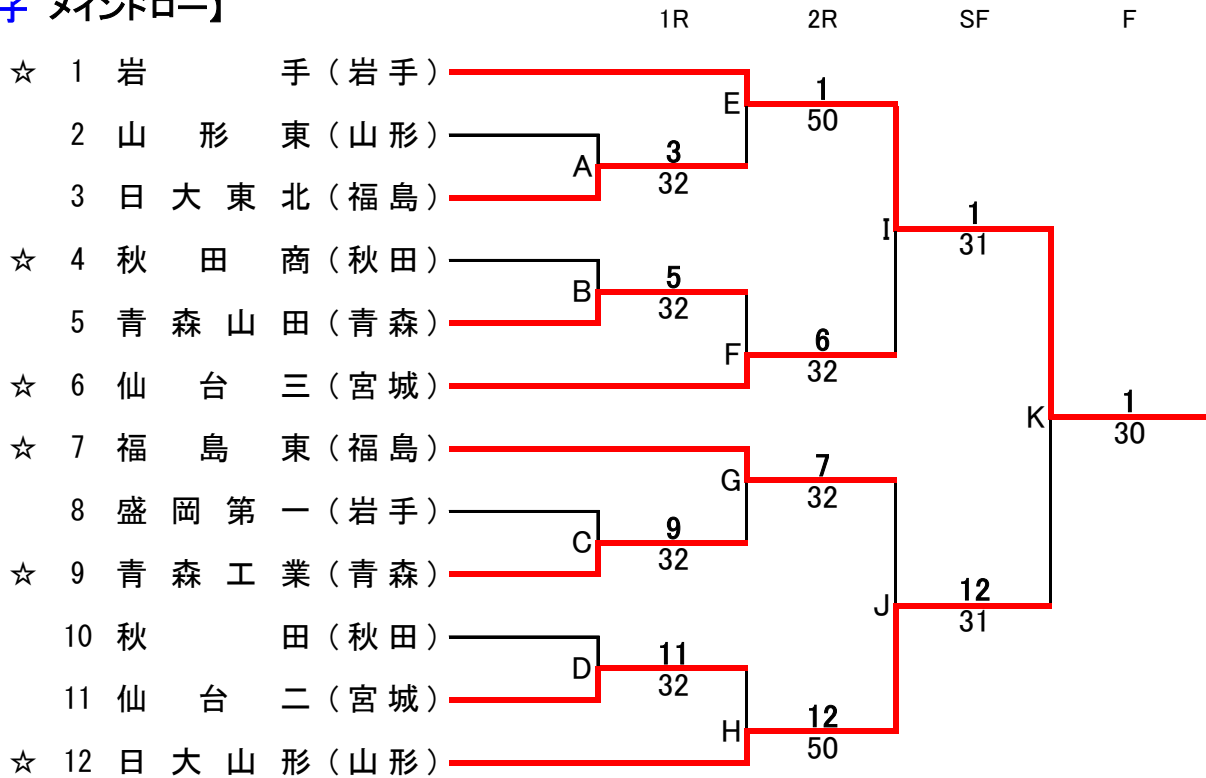 子 メインドロー】
1R 2R SF F
☆ 1 岩手(岩手)
2 山形東(山形)
3 日大東北(福島)
☆ 4 秋田商(秋田)
5 青森山田(青森)
☆ 6 仙台三(宮城)
☆ 7 福島東(福島)
8 盛岡第一(岩手)
☆ 9 青森工業(青森)
10 秋田(秋田)
11 仙台二(宮城)
☆ 12 日大山形(山形)
A
3
32
B
5
32
C
9
32
D
11
32
E
1
50
F
6
32
G
7
32
H
12
50
I
1
31
J
12
31
K
1
30